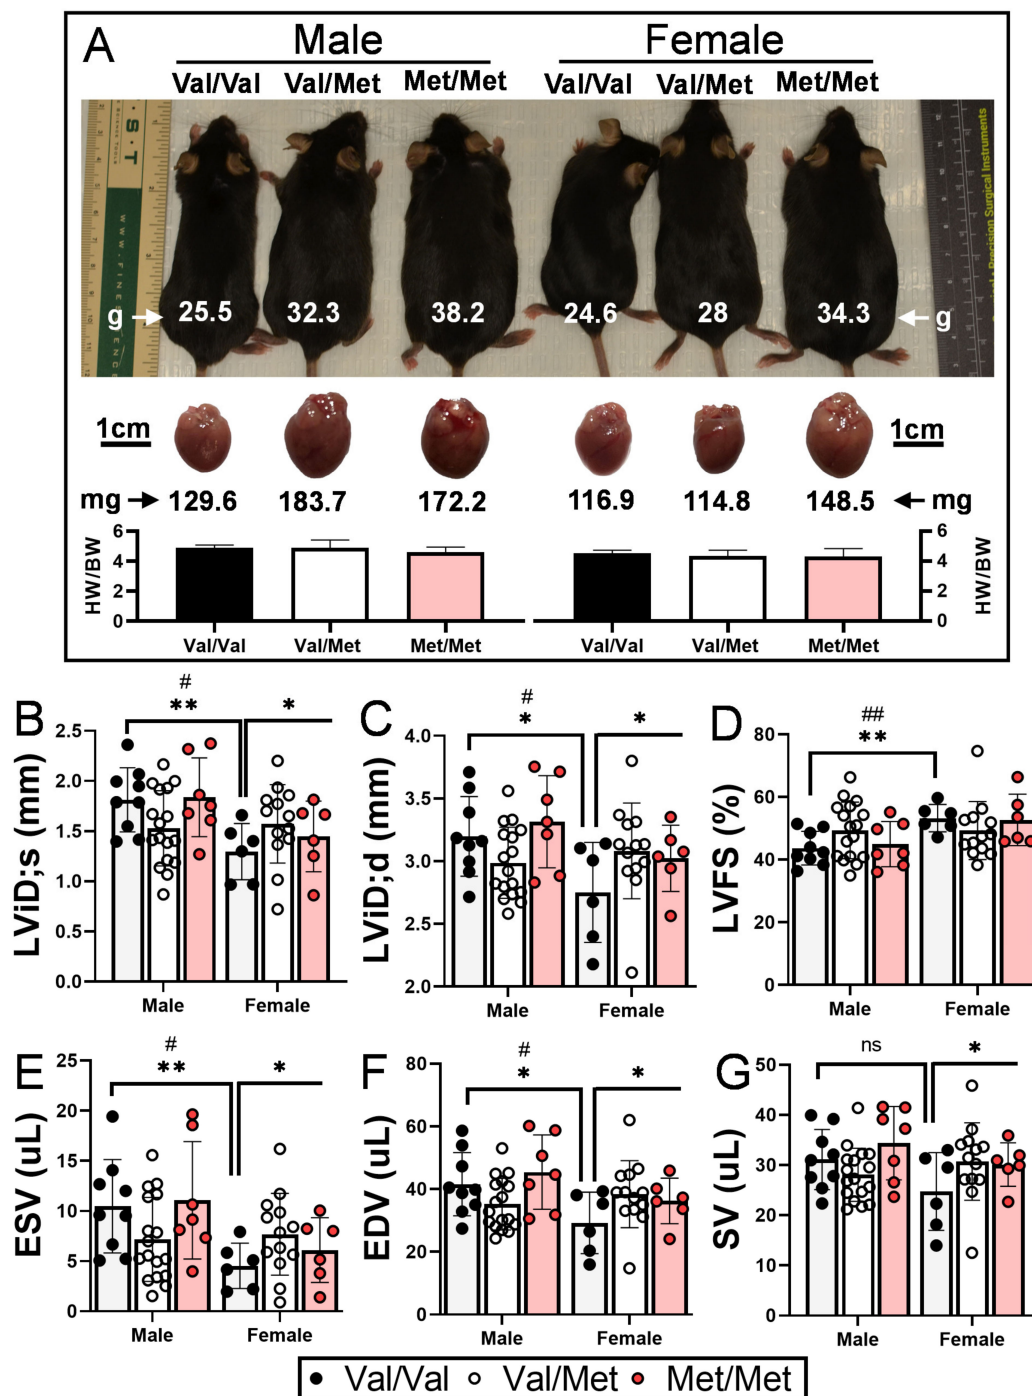 A
Male Female
Val/Val Val/Met Met/Met Val/Val Val/Met Met/Met
S·T
WWW.FINE
Precision Surgical Instruments
g 25.5 32.3 38.2 24.6 28 34.3 g
1cm 1cm
mg 129.6 183.7 172.2 116.9 114.8 148.5 mg
HW/BW 6 4 2 0 6 4 2 0 HW/BW
Val/Val Val/Met Met/Met Val/Val Val/Met Met/Met
B
# ** *
LViD;s (mm)
2.5
2.0
1.5
1.0
0.5
0.0
Male Female
C
# * *
LViD;d (mm)
4.0
3.5
3.0
2.5
2.0
Male Female
D
## **
LVFS (%)
80
60
40
20
0
Male Female
E
# ** *
ESV (uL)
25
20
15
10
5
0
Male Female
F
# * *
EDV (uL)
80
60
40
20
0
Male Female
G
ns *
SV (uL)
50
40
30
20
10
0
Male Female
Val/Val Val/Met Met/Met